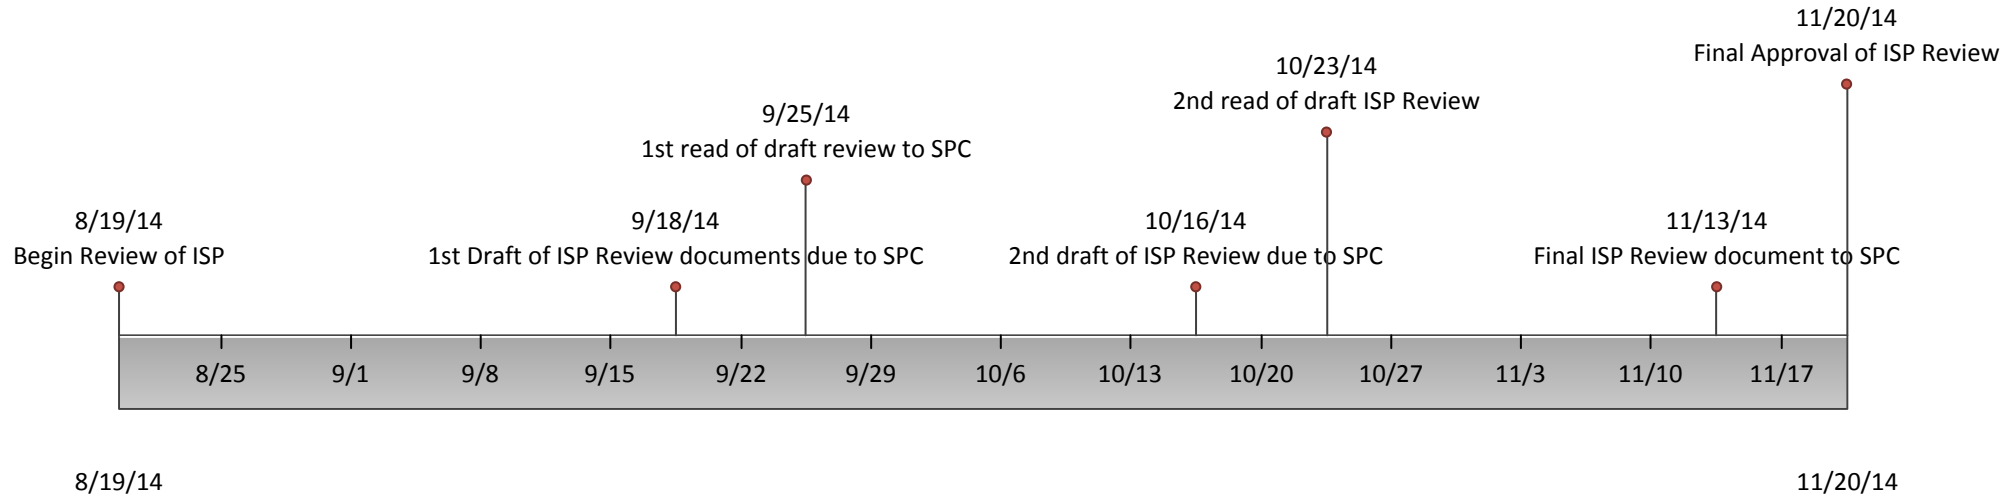 11/20/14
Final Approval of ISP Review
10/23/14
2nd read of draft ISP Review
9/25/14
1st read of draft review to SPC
8/19/14
Begin Review of ISP
9/18/14
1st Draft of ISP Review documents due to SPC
10/16/14
2nd draft of ISP Review due to SPC
11/13/14
Final ISP Review document to SPC
8/25 9/1 9/8 9/15 9/22 9/29 10/6 10/13 10/20 10/27 11/3 11/10 11/17
8/19/14 11/20/14